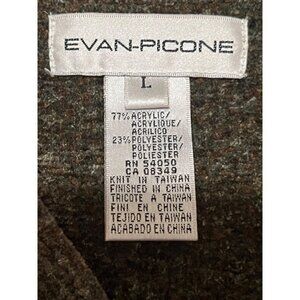 EVAN-PICONE
L
77% ACRYLIC/
ACRYLIQUE/
ACRILICO
23% POLYESTER/
POLYESTER/
POLIESTER
RN 54050
CA 08349
KNIT IN TAIWAN
FINISHED IN CHINA
TRICOTE A TAIWAN
FINI EN CHINE
TEJIDO EN TAIWAN
ACABADO EN CHINA